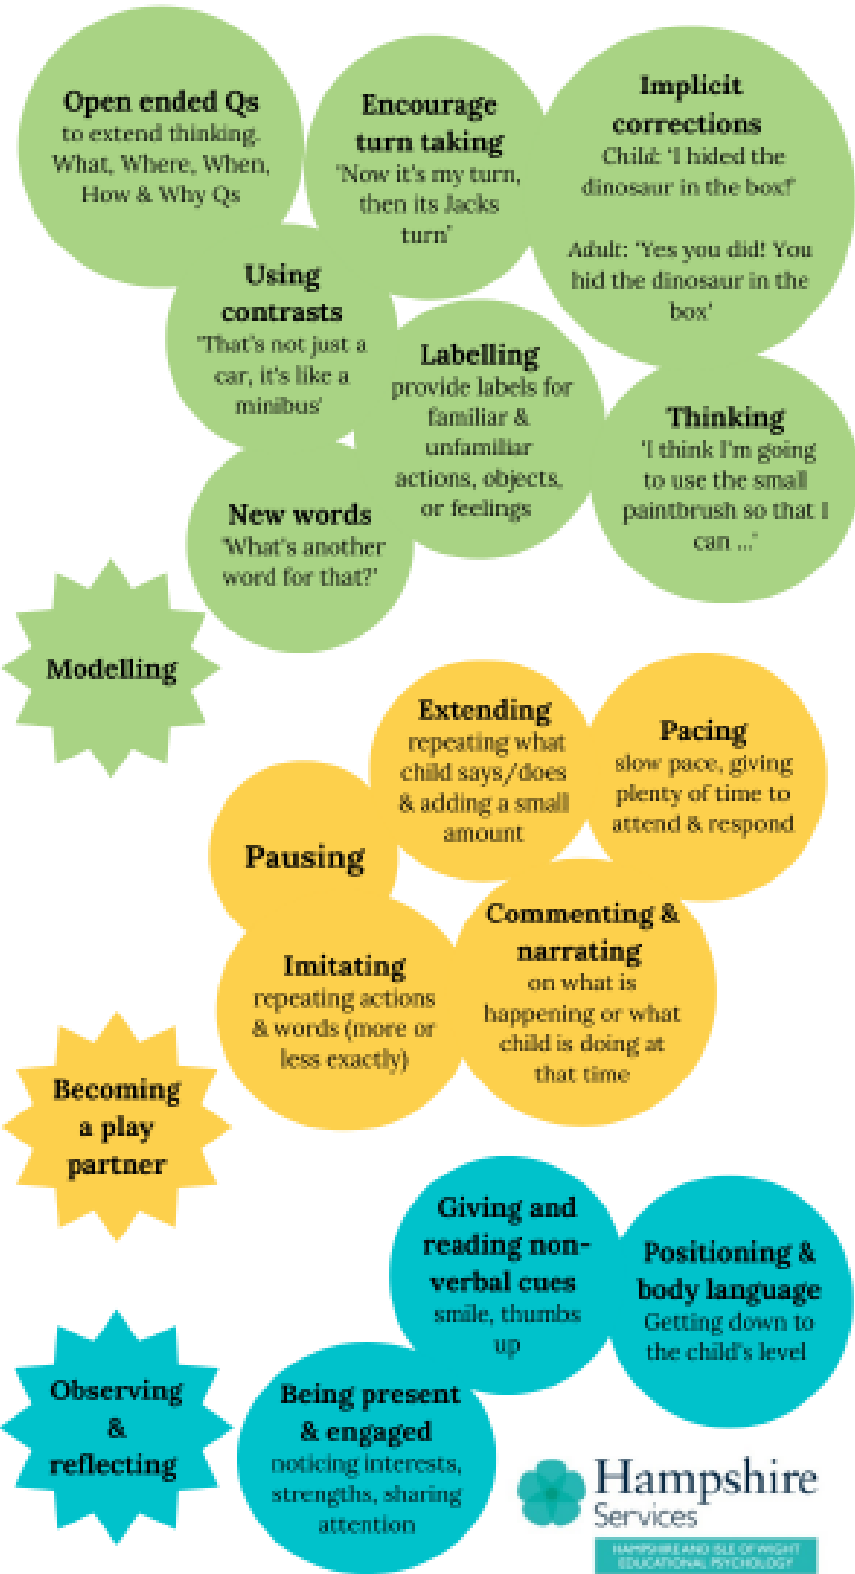 Open ended Qs
to extend thinking.
What, Where, When,
How & Why Qs
Encourage
turn taking
'Now it's my turn,
then its Jacks
turn'
Implicit
corrections
Child: 'I hided the
dinosaur in the box!'
Adult: 'Yes you did! You
hid the dinosaur in the
box'
Using
contrasts
'That's not just a
car, it's like a
minibus'
Labelling
provide labels for
familiar &
unfamiliar
actions, objects,
or feelings
Thinking
'I think I'm going
to use the small
paintbrush so that I
can ...'
New words
'What's another
word for that?'
Modelling
Extending
repeating what
child says/does
& adding a small
amount
Pacing
slow pace, giving
plenty of time to
attend & respond
Pausing
Commenting &
narrating
on what is
happening or what
child is doing at
that time
Imitating
repeating actions
& words (more or
less exactly)
Becoming
a play
partner
Giving and
reading non-
verbal cues
smile, thumbs
up
Positioning &
body language
Getting down to
the child's level
Observing
&
reflecting
Being present
& engaged
noticing interests,
strengths, sharing
attention
Hampshire
Services
HAMPSHIRE AND ISLE OF WIGHT
EDUCATIONAL PSYCHOLOGY